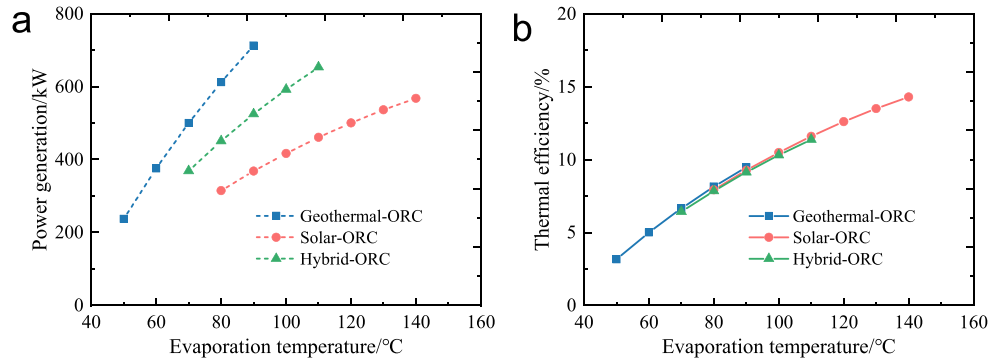 a
800
600
400
200
0
Power generation/kW
Geothermal-ORC
Solar-ORC
Hybrid-ORC
40 60 80 100 120 140 160
Evaporation temperature/℃
b
20
15
10
5
0
Thermal efficiency/%
Geothermal-ORC
Solar-ORC
Hybrid-ORC
40 60 80 100 120 140 160
Evaporation temperature/℃